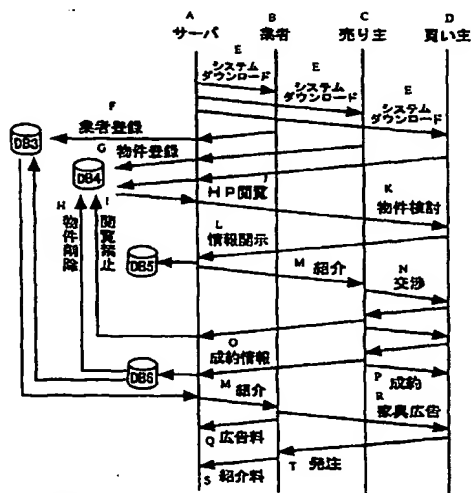 A
サーバ
B
業者
C
売り主
D
買い主
E
システム
ダウンロード
E
システム
ダウンロード
E
システム
ダウンロード
F
業者登録
DB3
G
物件登録
DB4
J
HP閲覧
K
物件検討
H
物件削除
I
閲覧禁止
L
情報開示
DB5
M
紹介
N
交渉
O
成約情報
DB6
P
成約
M
紹介
R
家具広告
Q
広告料
T
発注
S
紹介料